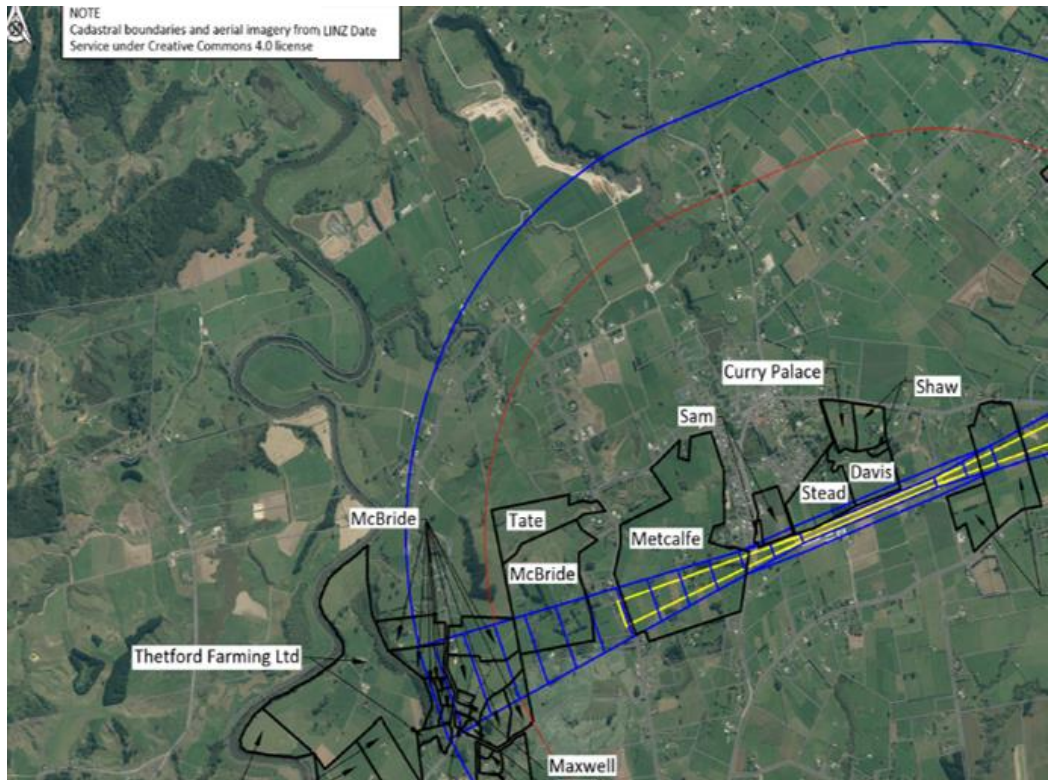 NOTE
Cadastral boundaries and aerial imagery from LINZ Date
Service under Creative Commons 4.0 license
Curry Palace
Shaw
Sam
Davis
Stead
McBride
Tate
Metcalfe
McBride
Thetford Farming Ltd
Maxwell